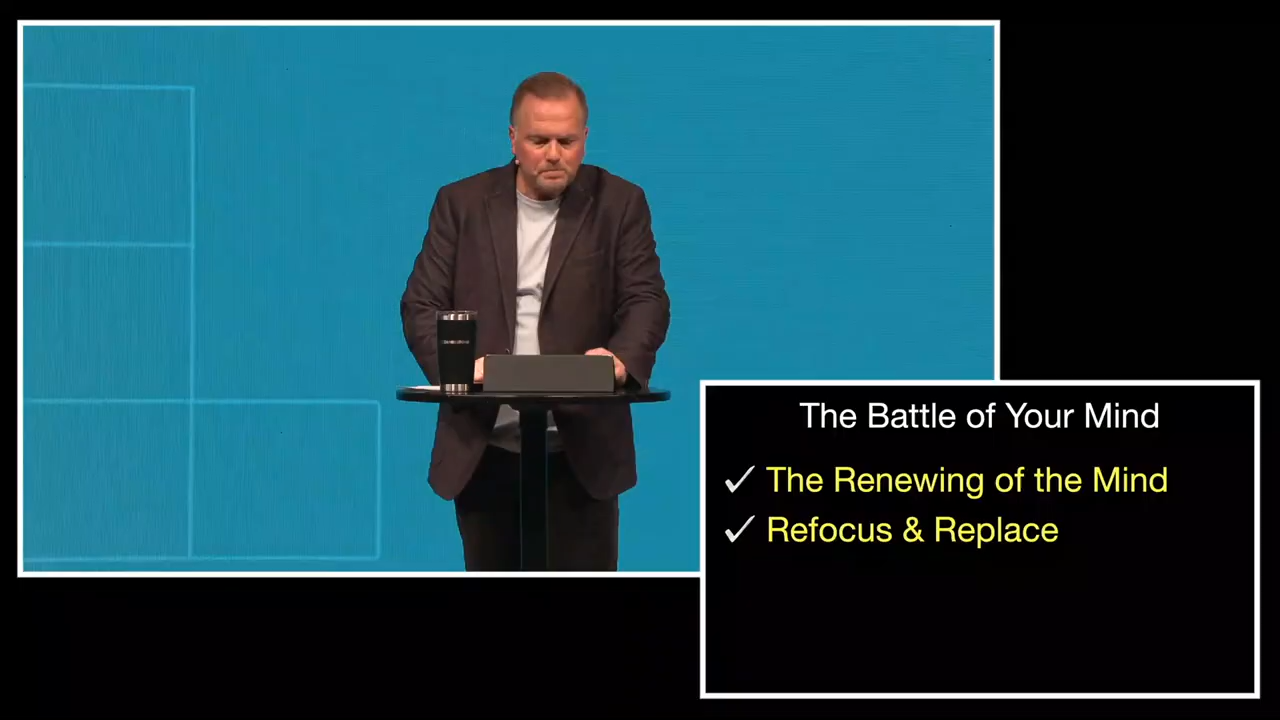 The Battle of Your Mind
✓ The Renewing of the Mind
✓ Refocus & Replace